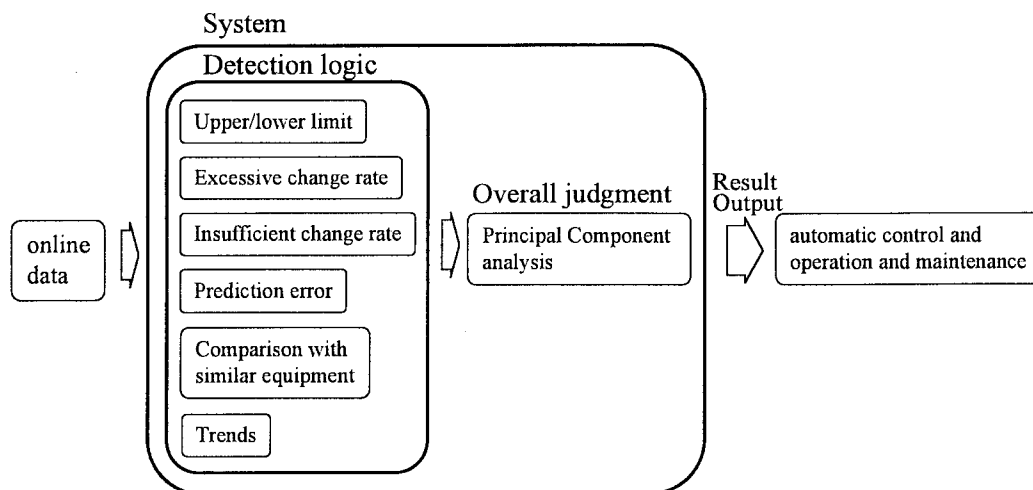 System
Detection logic
Upper/lower limit
Excessive change rate
Insufficient change rate
Prediction error
Comparison with
similar equipment
Trends
online
data
Overall judgment
Principal Component
analysis
Result
Output
automatic control and
operation and maintenance